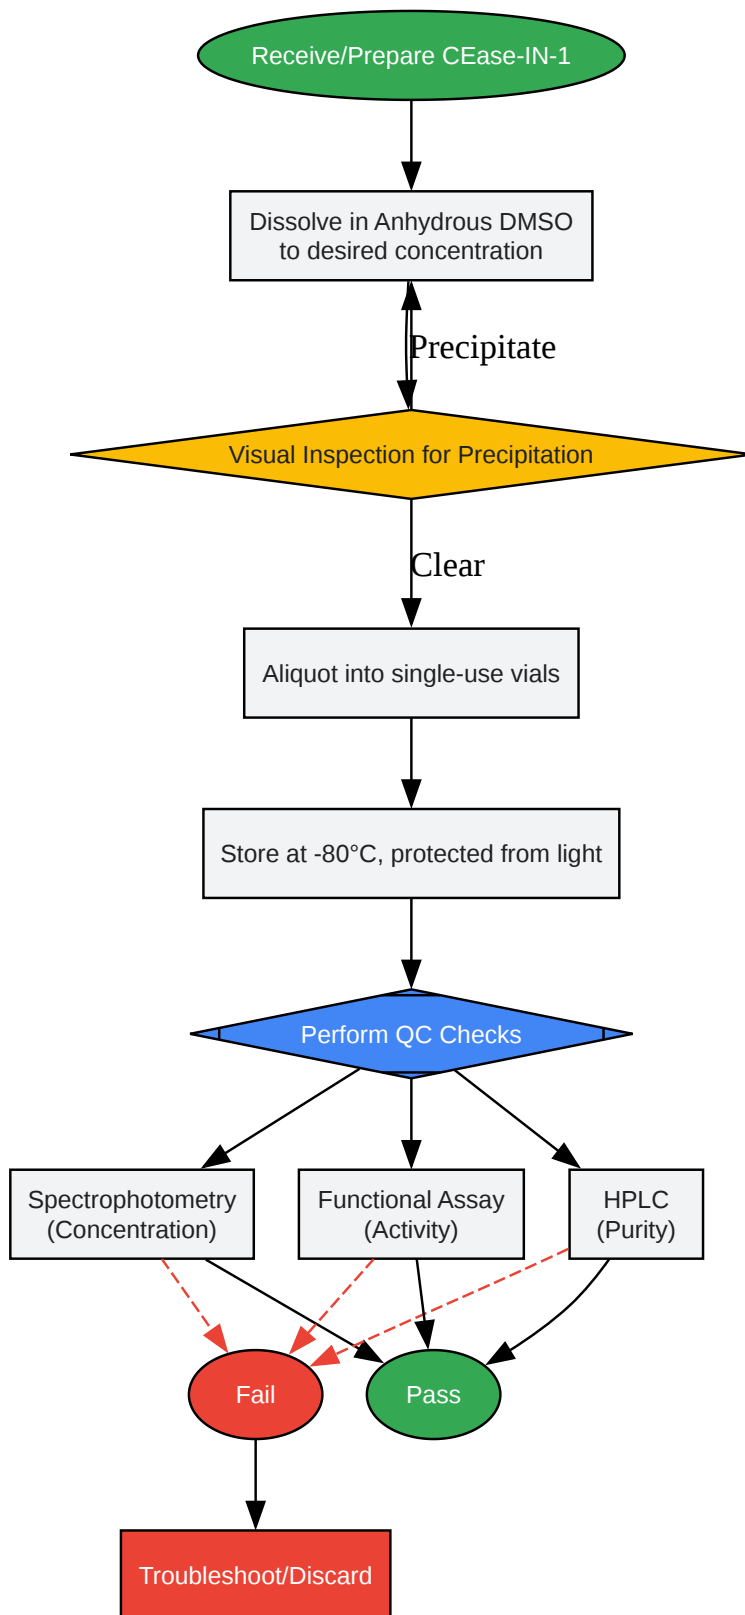 Receive/Prepare CEase-IN-1
Dissolve in Anhydrous DMSO
to desired concentration
Precipitate
Visual Inspection for Precipitation
Clear
Aliquot into single-use vials
Store at -80°C, protected from light
Perform QC Checks
Spectrophotometry
(Concentration)
Functional Assay
(Activity)
HPLC
(Purity)
Fail
Pass
Troubleshoot/Discard